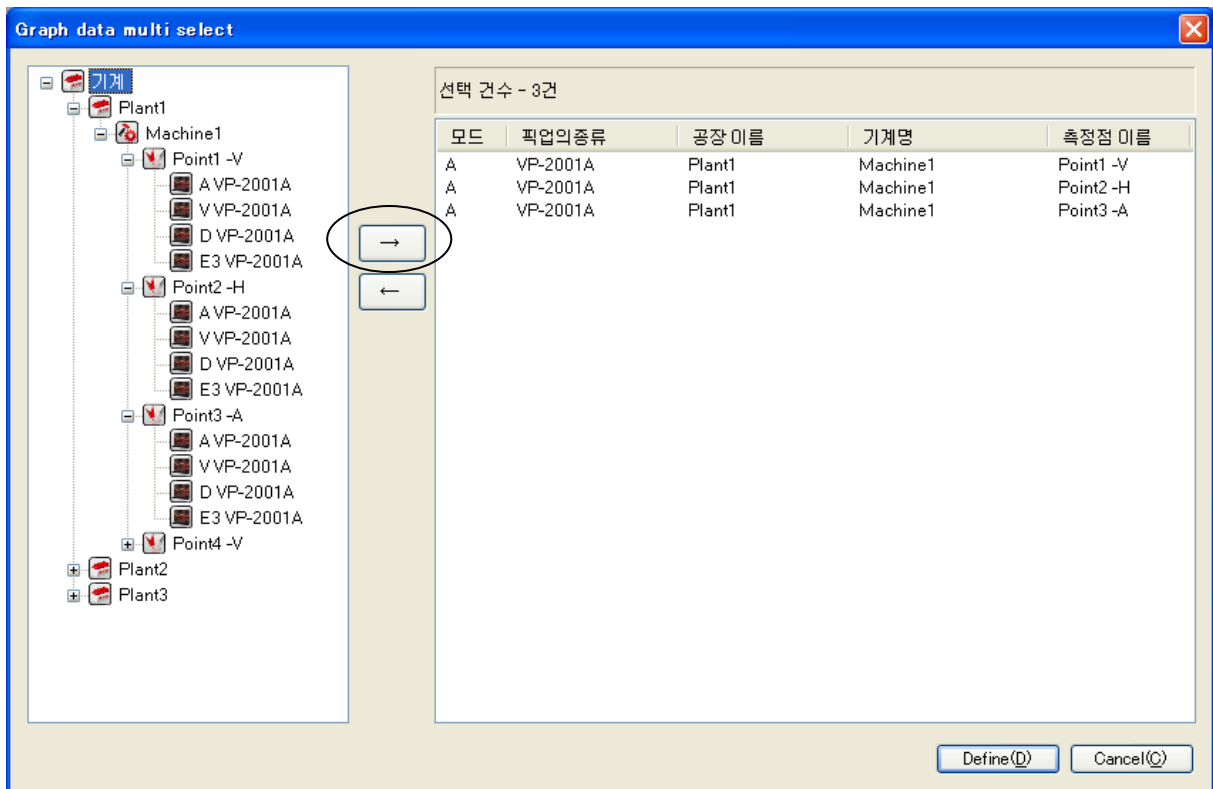 Graph data multi select
기계
Plant1
Machine1
Point1 -V
A VP-2001A
V VP-2001A
D VP-2001A
E3 VP-2001A
Point2 -H
A VP-2001A
V VP-2001A
D VP-2001A
E3 VP-2001A
Point3 -A
A VP-2001A
V VP-2001A
D VP-2001A
E3 VP-2001A
Point4 -V
Plant2
Plant3
→
←
선택 건수 - 3건
모드 픽업의종류 공장 이름 기계명 측정점 이름
A VP-2001A Plant1 Machine1 Point1 -V
A VP-2001A Plant1 Machine1 Point2 -H
A VP-2001A Plant1 Machine1 Point3 -A
Define(D) Cancel(C)